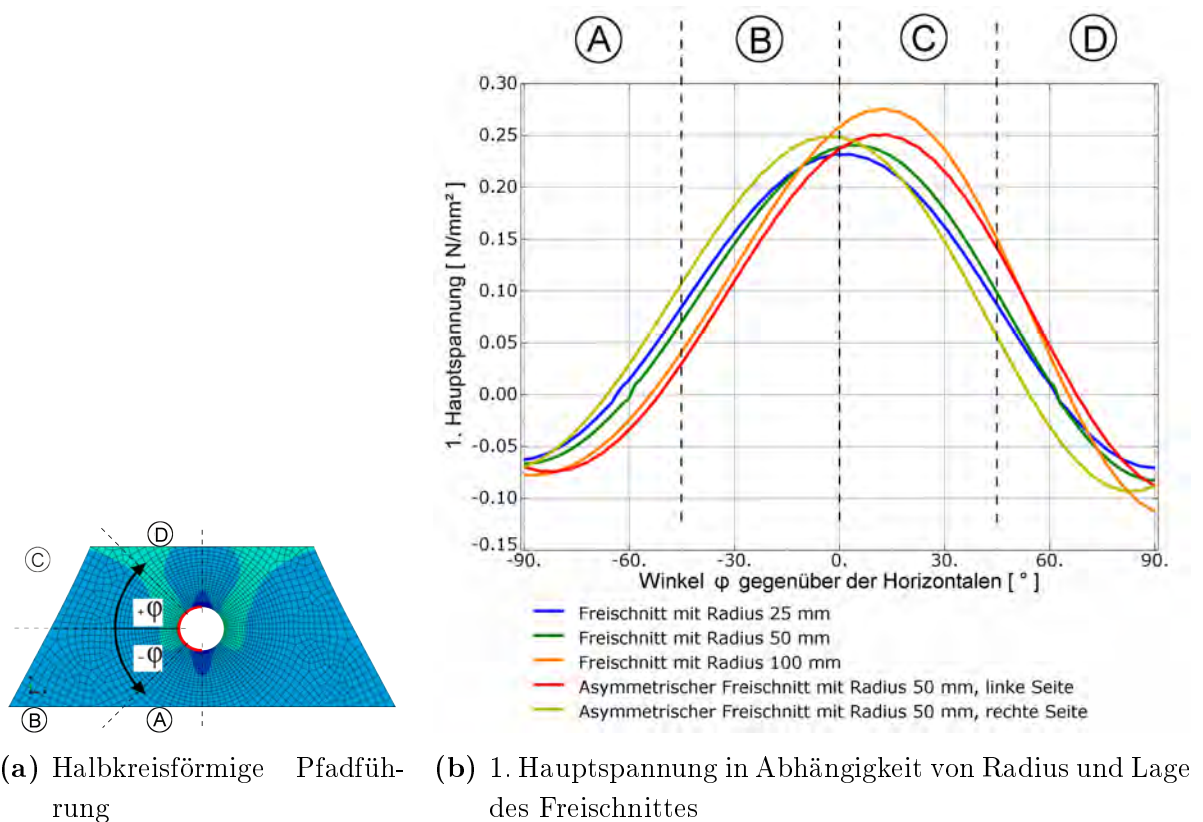 A B C D
0.30
0.25
0.20
0.15
0.10
0.05
0.00
-0.05
-0.10
-0.15
1. Hauptspannung [ N/mm² ]
-90. -60. -30. 0. 30. 60. 90.
Winkel φ gegenüber der Horizontalen [ ° ]
Freischnitt mit Radius 25 mm
Freischnitt mit Radius 50 mm
Freischnitt mit Radius 100 mm
Asymmetrischer Freischnitt mit Radius 50 mm, linke Seite
Asymmetrischer Freischnitt mit Radius 50 mm, rechte Seite
D
C
+φ
-φ
B A
(a) Halbkreisförmige Pfadfüh-
rung
(b) 1. Hauptspannung in Abhängigkeit von Radius und Lage
des Freischnittes